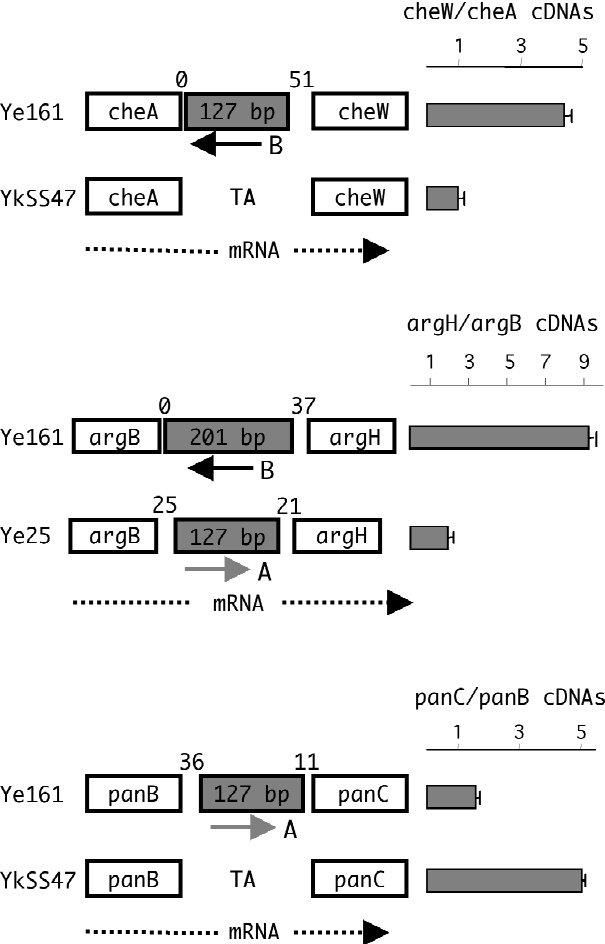 cheW/cheA cDNAs
1 3 5
0 51
Ye161 cheA 127 bp cheW
B
YkSS47 cheA TA cheW
mRNA
argH/argB cDNAs
1 3 5 7 9
0 37
Ye161 argB 201 bp argH
B
25 21
Ye25 argB 127 bp argH
A
mRNA
panC/panB cDNAs
1 3 5
36 11
Ye161 panB 127 bp panC
A
YkSS47 panB TA panC
mRNA